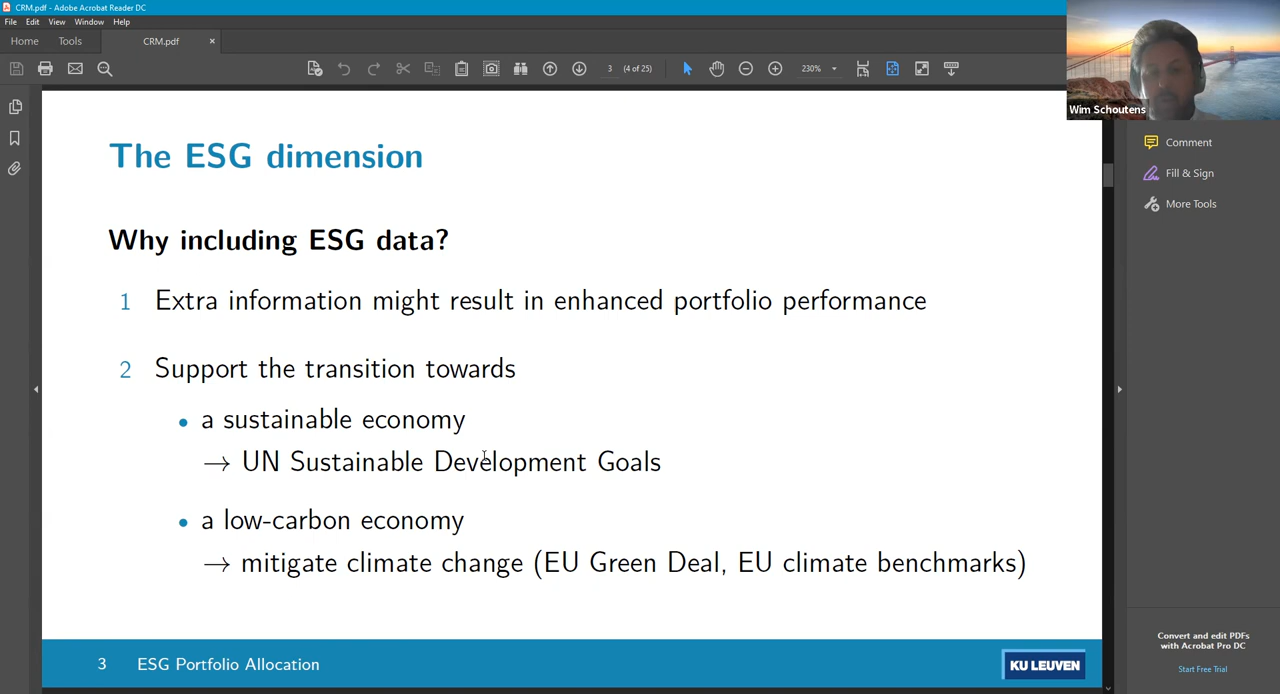 CRM.pdf - Adobe Acrobat Reader DC
File Edit View Window Help
Home Tools CRM.pdf ×
3 (4 of 25) 230%
Wim Schoutens
Comment
Fill & Sign
More Tools
The ESG dimension
Why including ESG data?
1 Extra information might result in enhanced portfolio performance
2 Support the transition towards
• a sustainable economy
→ UN Sustainable Development Goals
• a low-carbon economy
→ mitigate climate change (EU Green Deal, EU climate benchmarks)
3 ESG Portfolio Allocation
KU LEUVEN
Convert and edit PDFs
with Acrobat Pro DC
Start Free Trial